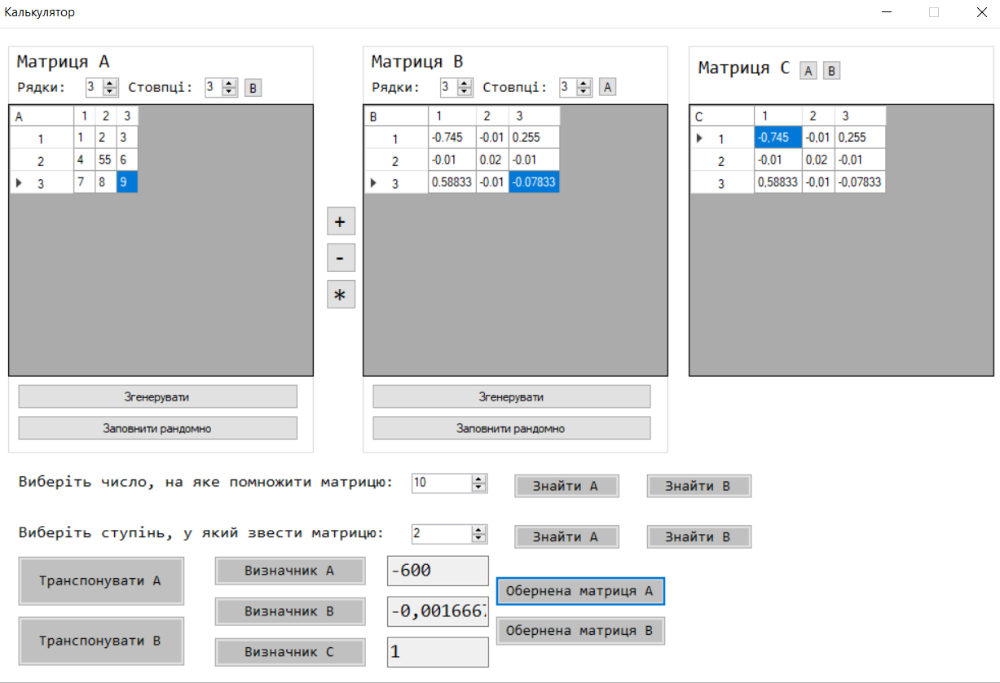 Калькулятор
Матриця A
Рядки: 3 Стовпці: 3 B
A 1 2 3
1 1 2 3
2 4 55 6
3 7 8 9
Згенерувати
Заповнити рандомно
+
-
*
Матриця B
Рядки: 3 Стовпці: 3 A
B 1 2 3
1 -0.745 -0.01 0.255
2 -0.01 0.02 -0.01
3 0.58833 -0.01 -0.07833
Згенерувати
Заповнити рандомно
Матриця C A B
C 1 2 3
1 -0,745 -0,01 0,255
2 -0,01 0,02 -0,01
3 0,58833 -0,01 -0,07833
Виберіть число, на яке помножити матрицю: 10 Знайти A Знайти B
Виберіть ступінь, у який звести матрицю: 2 Знайти A Знайти B
Транспонувати A
Транспонувати B
Визначник A -600
Визначник B -0,001666
Визначник C 1
Обернена матриця A
Обернена матриця B